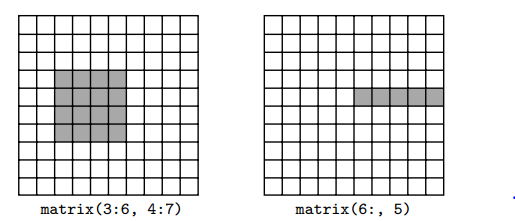 matrix(3:6, 4:7)
matrix(6:, 5)